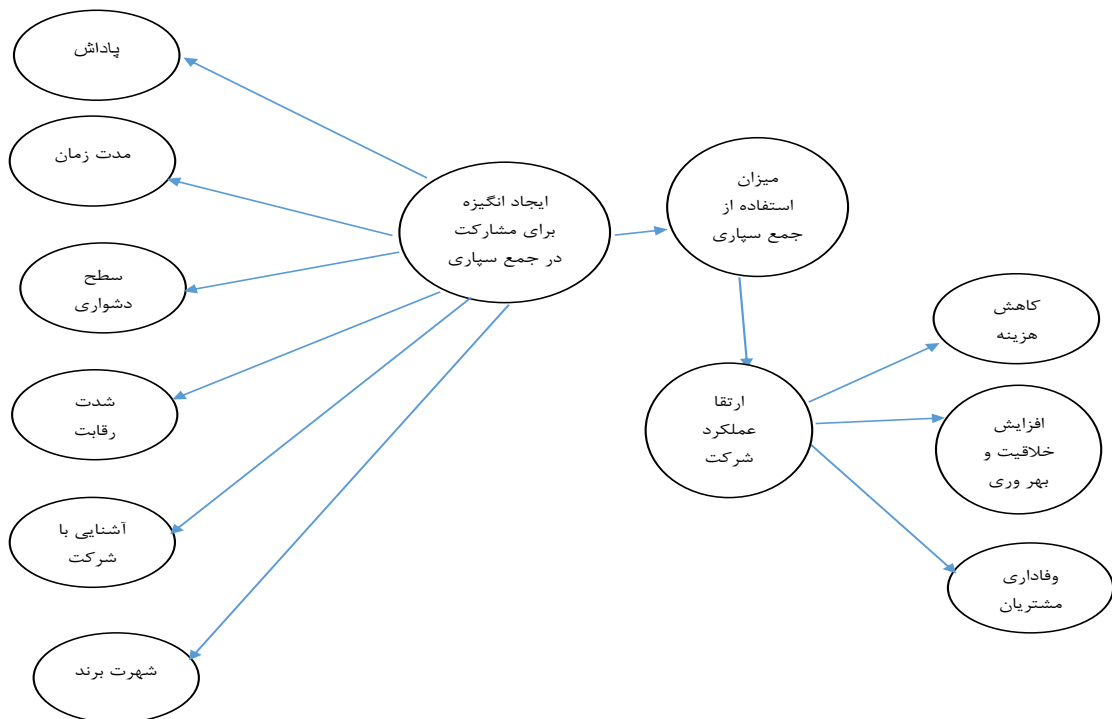 پاداش
مدت زمان
سطح
دشواری
شدت
رقابت
آشنایی با
شرکت
شهرت برند
ایجاد انگیزه
برای مشارکت
در جمع سپاری
میزان
استفاده از
جمع سپاری
ارتقا
عملکرد
شرکت
کاهش
هزینه
افزایش
خلاقیت و
بهر وری
وفاداری
مشتریان